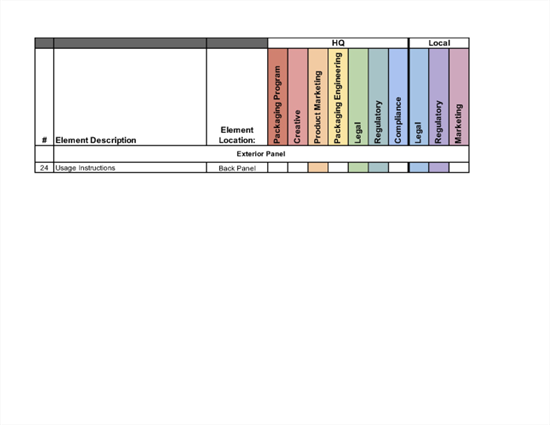 HQ Local
# Element Description Element Location: Packaging Program Creative Product Marketing Packaging Engineering Legal Regulatory Compliance Legal Regulatory Marketing
Exterior Panel
24 Usage Instructions Back Panel